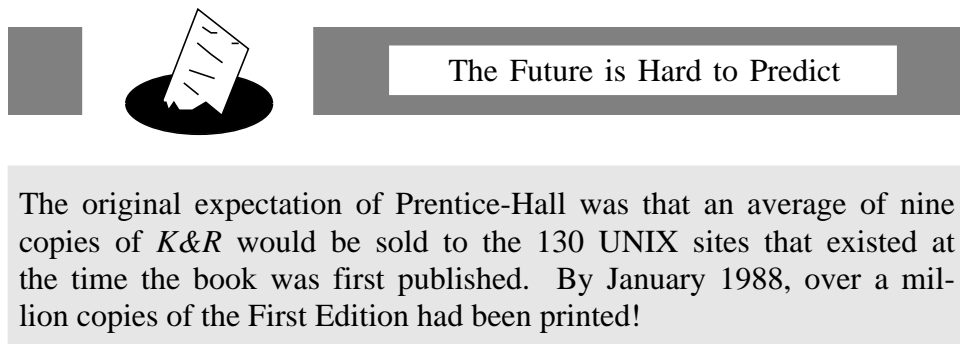 The Future is Hard to Predict
The original expectation of Prentice-Hall was that an average of nine
copies of K&R would be sold to the 130 UNIX sites that existed at
the time the book was first published. By January 1988, over a mil-
lion copies of the First Edition had been printed!